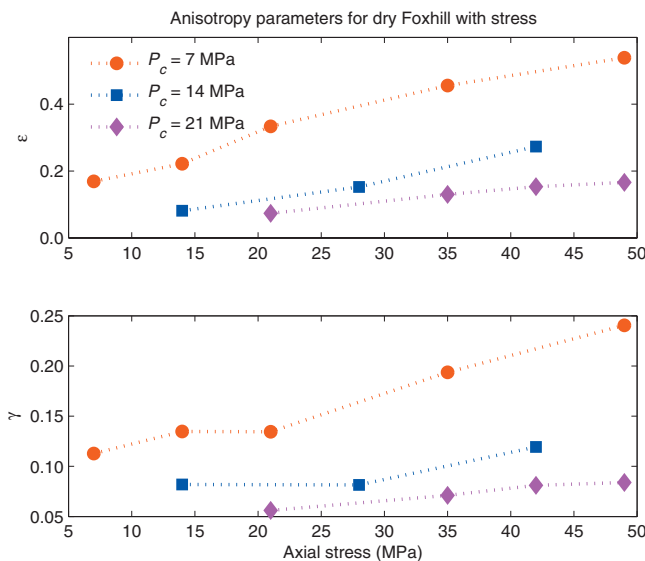 Anisotropy parameters for dry Foxhill with stress
P_c = 7 MPa
P_c = 14 MPa
P_c = 21 MPa
ε
0.4
0.2
0.0
5 10 15 20 25 30 35 40 45 50
γ
0.25
0.20
0.15
0.10
0.05
5 10 15 20 25 30 35 40 45 50
Axial stress (MPa)